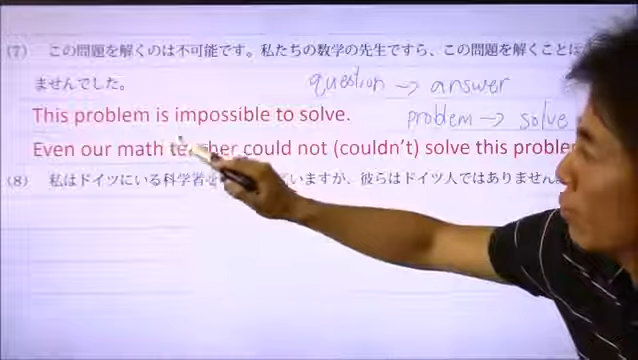 (7) この問題を解くのは不可能です。私たちの数学の先生ですら、この問題を解くことは
ませんでした。
question → answer
This problem is impossible to solve.
problem → solve
Even our math teacher could not (couldn't) solve this proble
(8) 私はドイツにいる科学者を いますが、彼らはドイツ人ではありません